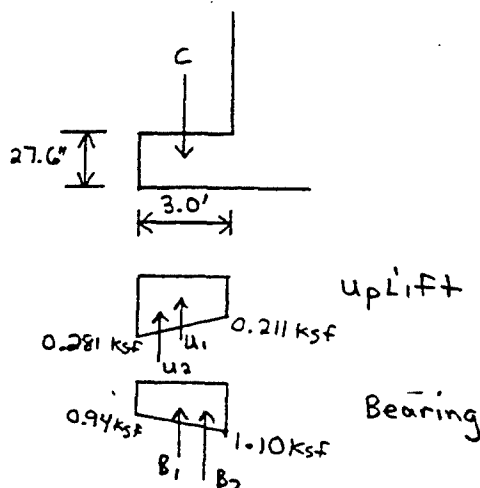 C
27.6"
3.0'
UpLift
0.281 ksf
0.211 ksf
U1
U2
Bearing
0.94 ksf
1.10 ksf
B1
B2